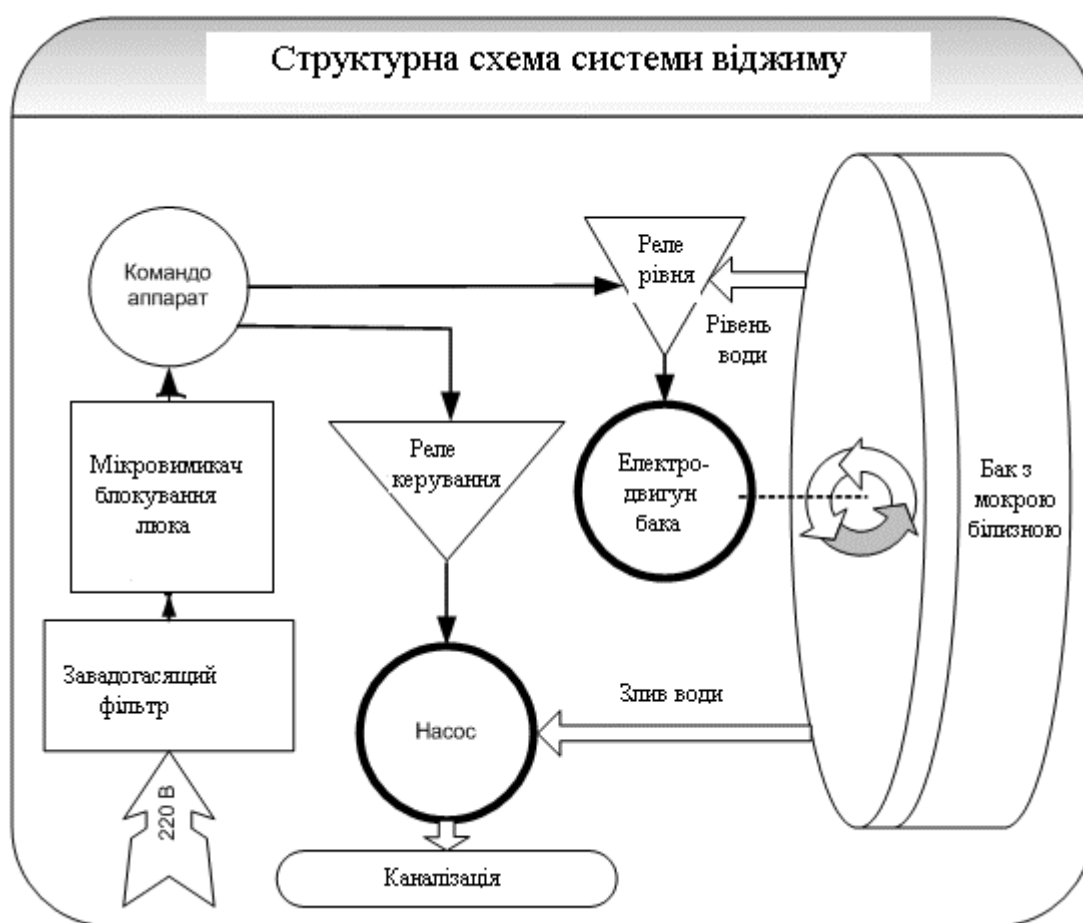 Структурна схема системи віджиму
Командо
аппарат
Реле
рівня
Рівень
води
Мікровимикач
блокування
люка
Реле
керування
Електро-
двигун
бака
Бак з
мокрою
білизною
Завадогасящий
фільтр
Злив води
Насос
220 В
Каналізація